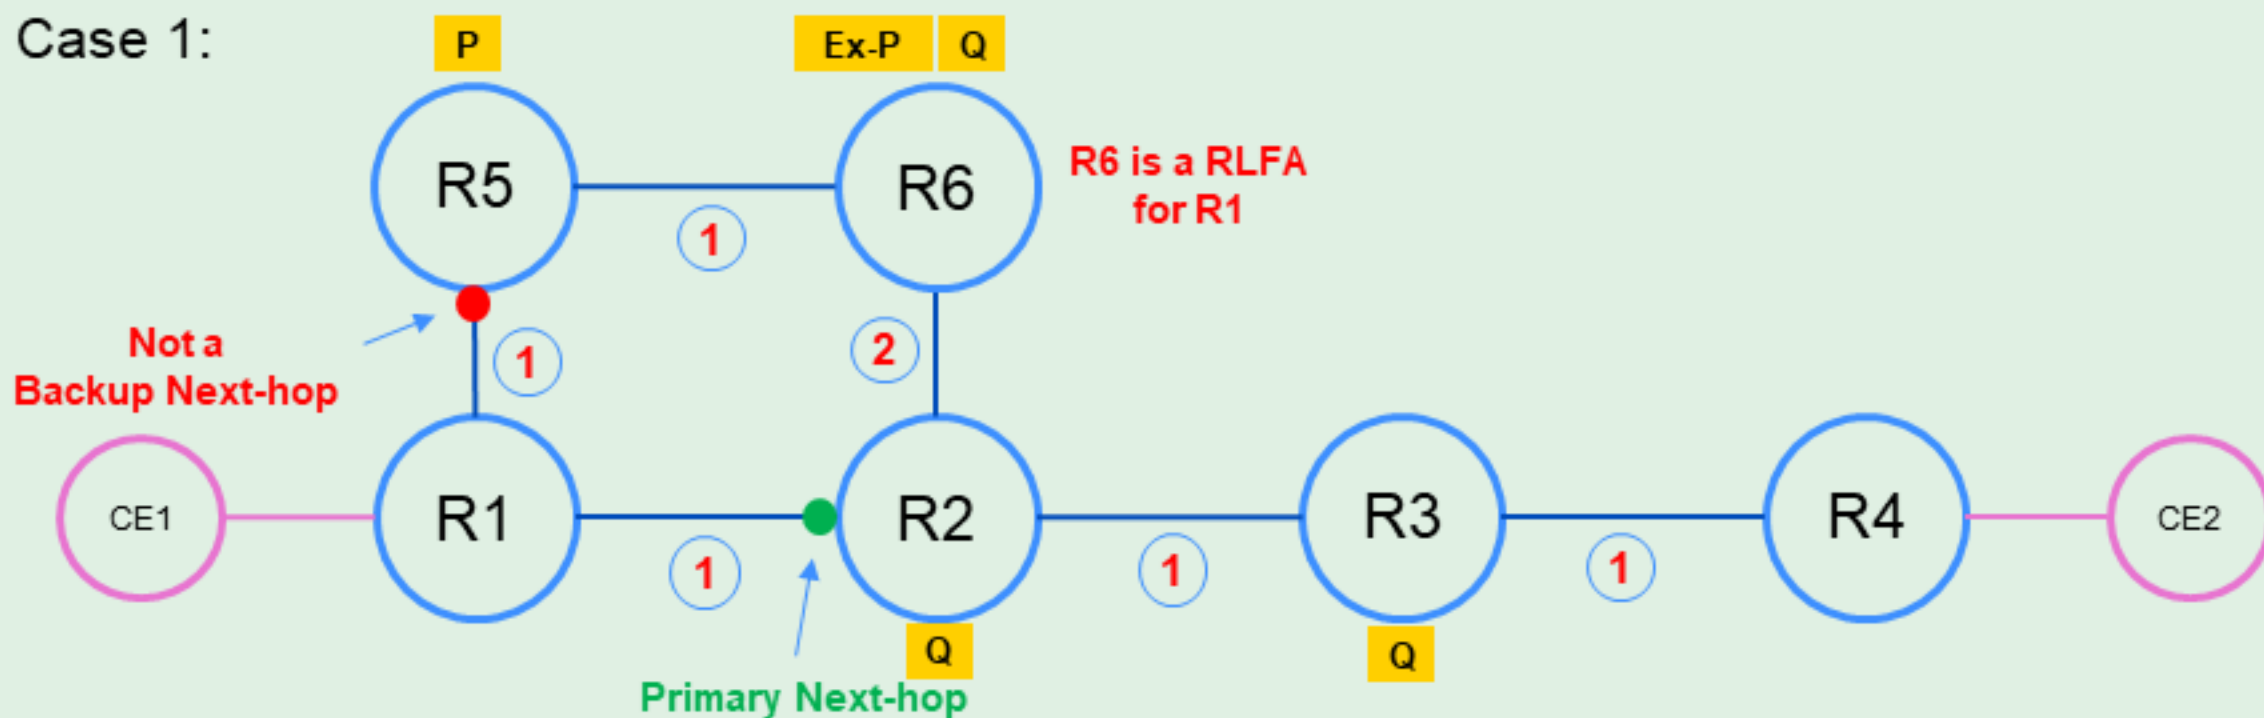 Case 1:
P
Ex-P
Q
R5
R6
R6 is a RLFA
for R1
1
Not a
Backup Next-hop
1
2
CE1
R1
R2
R3
R4
CE2
1
1
1
Q
Q
Primary Next-hop